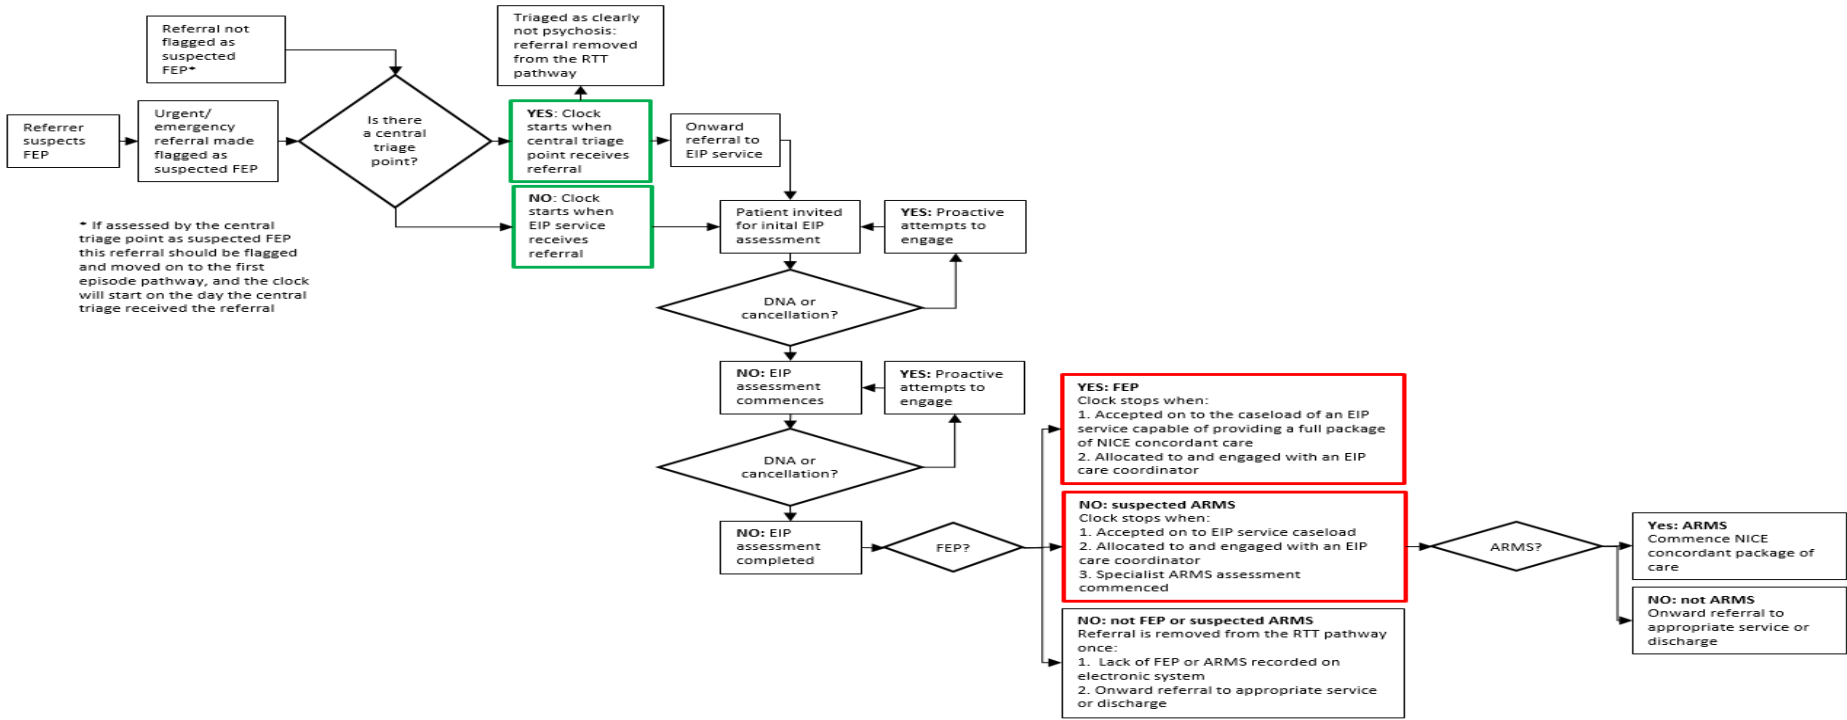 Referral not
flagged as
suspected
FEP*
Triaged as clearly
not psychosis:
referral removed
from the RTT
pathway
Referrer
suspects
FEP
Urgent/
emergency
referral made
flagged as
suspected FEP
Is there
a central
triage
point?
YES: Clock
starts when
central triage
point receives
referral
Onward
referral to
EIP service
NO: Clock
starts when
EIP service
receives
referral
Patient invited
for inital EIP
assessment
YES: Proactive
attempts to
engage
* If assessed by the central
triage point as suspected FEP
this referral should be flagged
and moved on to the first
episode pathway, and the clock
will start on the day the central
triage received the referral
DNA or
cancellation?
NO: EIP
assessment
commences
YES: Proactive
attempts to
engage
DNA or
cancellation?
NO: EIP
assessment
completed
FEP?
YES: FEP
Clock stops when:
1. Accepted on to the caseload of an EIP
service capable of providing a full package
of NICE concordant care
2. Allocated to and engaged with an EIP
care coordinator
NO: suspected ARMS
Clock stops when:
1. Accepted on to EIP service caseload
2. Allocated to and engaged with an EIP
care coordinator
3. Specialist ARMS assessment
commenced
NO: not FEP or suspected ARMS
Referral is removed from the RTT pathway
once:
1. Lack of FEP or ARMS recorded on
electronic system
2. Onward referral to appropriate service
or discharge
ARMS?
Yes: ARMS
Commence NICE
concordant package of
care
NO: not ARMS
Onward referral to
appropriate service or
discharge